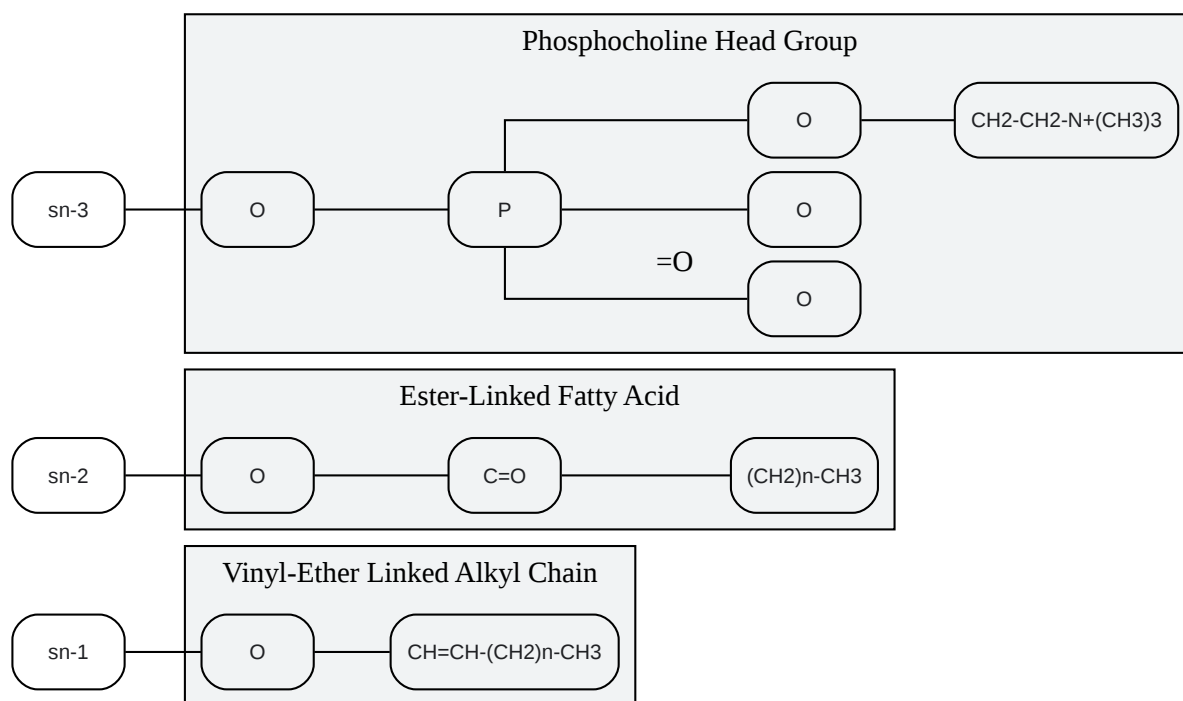 Phosphocholine Head Group
O
CH2-CH2-N+(CH3)3
sn-3
O
P
O
=O
O
Ester-Linked Fatty Acid
sn-2
O
C=O
(CH2)n-CH3
Vinyl-Ether Linked Alkyl Chain
sn-1
O
CH=CH-(CH2)n-CH3